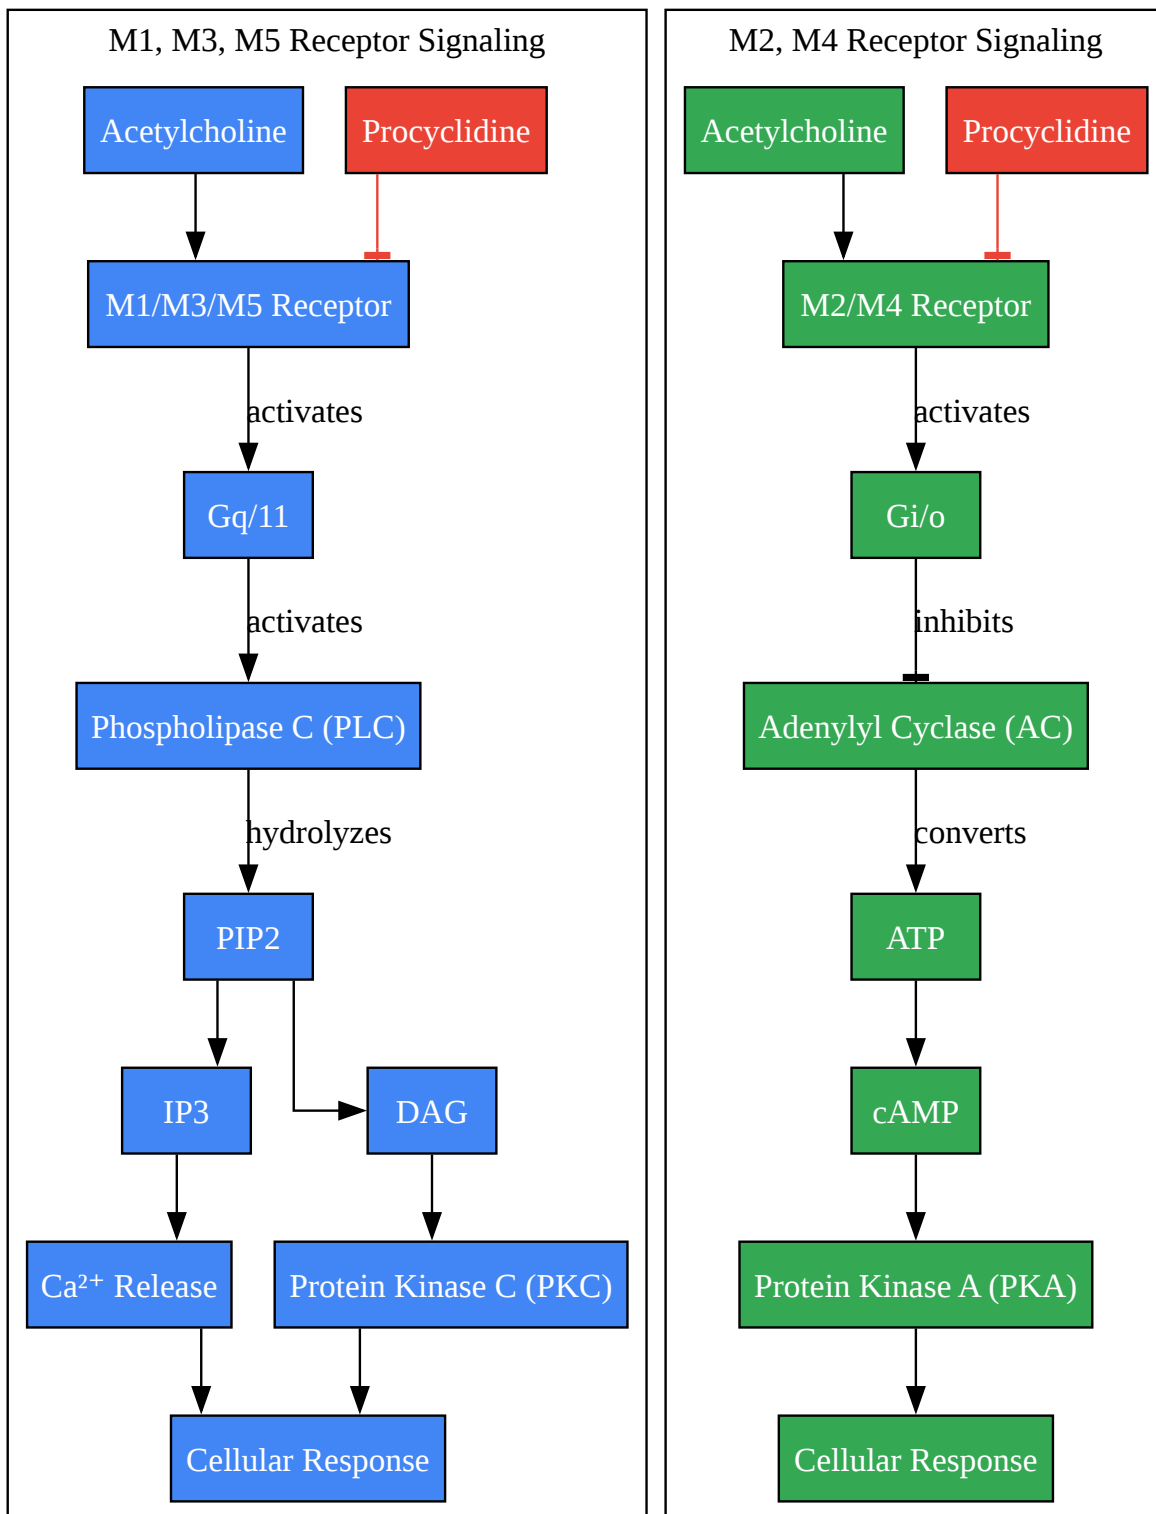 M1, M3, M5 Receptor Signaling
Acetylcholine
Procyclidine
M1/M3/M5 Receptor
activates
Gq/11
activates
Phospholipase C (PLC)
hydrolyzes
PIP2
IP3
DAG
Ca²⁺ Release
Protein Kinase C (PKC)
Cellular Response
M2, M4 Receptor Signaling
Acetylcholine
Procyclidine
M2/M4 Receptor
activates
Gi/o
inhibits
Adenylyl Cyclase (AC)
converts
ATP
cAMP
Protein Kinase A (PKA)
Cellular Response